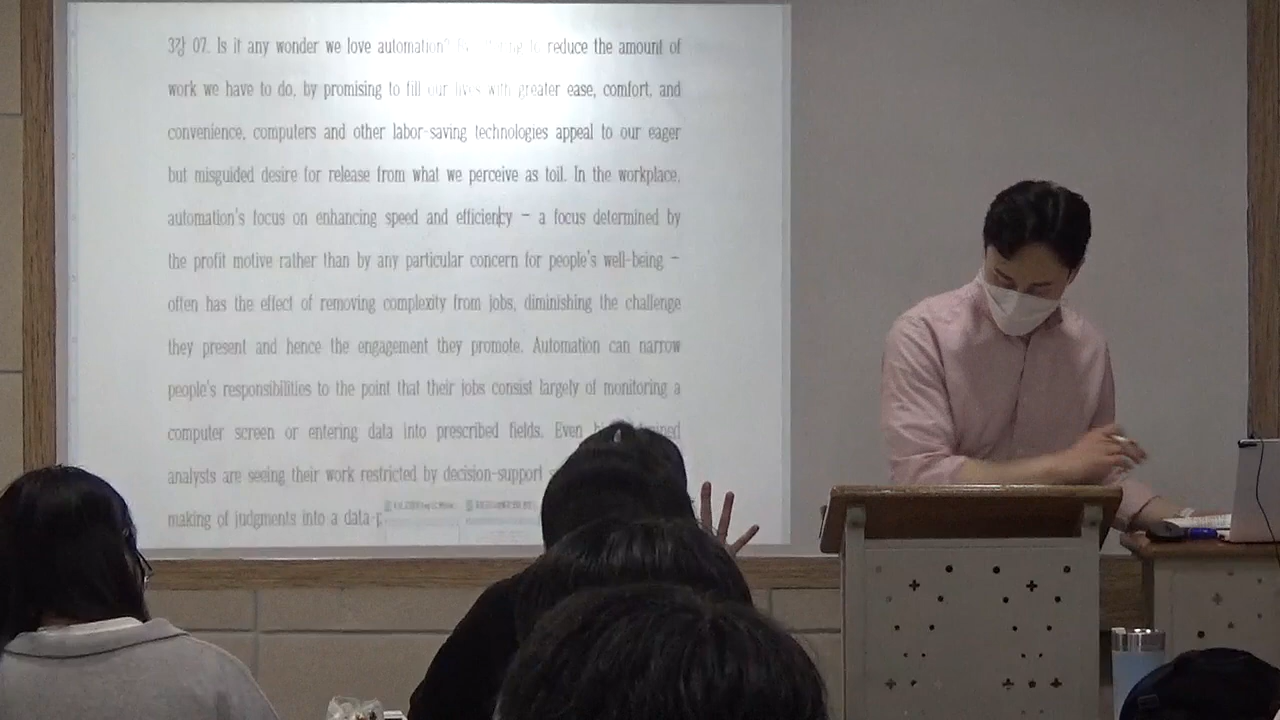 3강 07. Is it any wonder we love automation? reduce the amount of
work we have to do, by promising to fill our lives with greater ease, comfort, and
convenience, computers and other labor-saving technologies appeal to our eager
but misguided desire for release from what we perceive as toil. In the workplace,
automation's focus on enhancing speed and efficiency – a focus determined by
the profit motive rather than by any particular concern for people's well-being –
often has the effect of removing complexity from jobs, diminishing the challenge
they present and hence the engagement they promote. Automation can narrow
people's responsibilities to the point that their jobs consist largely of monitoring a
computer screen or entering data into prescribed fields. Even
analysts are seeing their work restricted by decision-support
making of judgments into a data-p